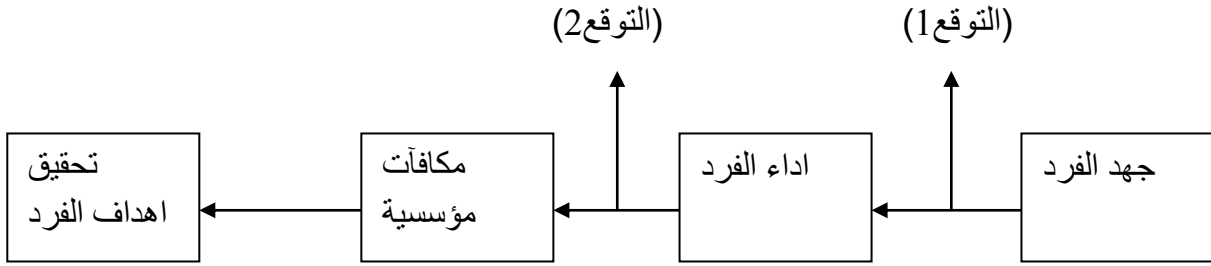 (التوقع1)
(التوقع2)
جهد الفرد
اداء الفرد
مكافآت
مؤسسية
تحقيق
اهداف الفرد